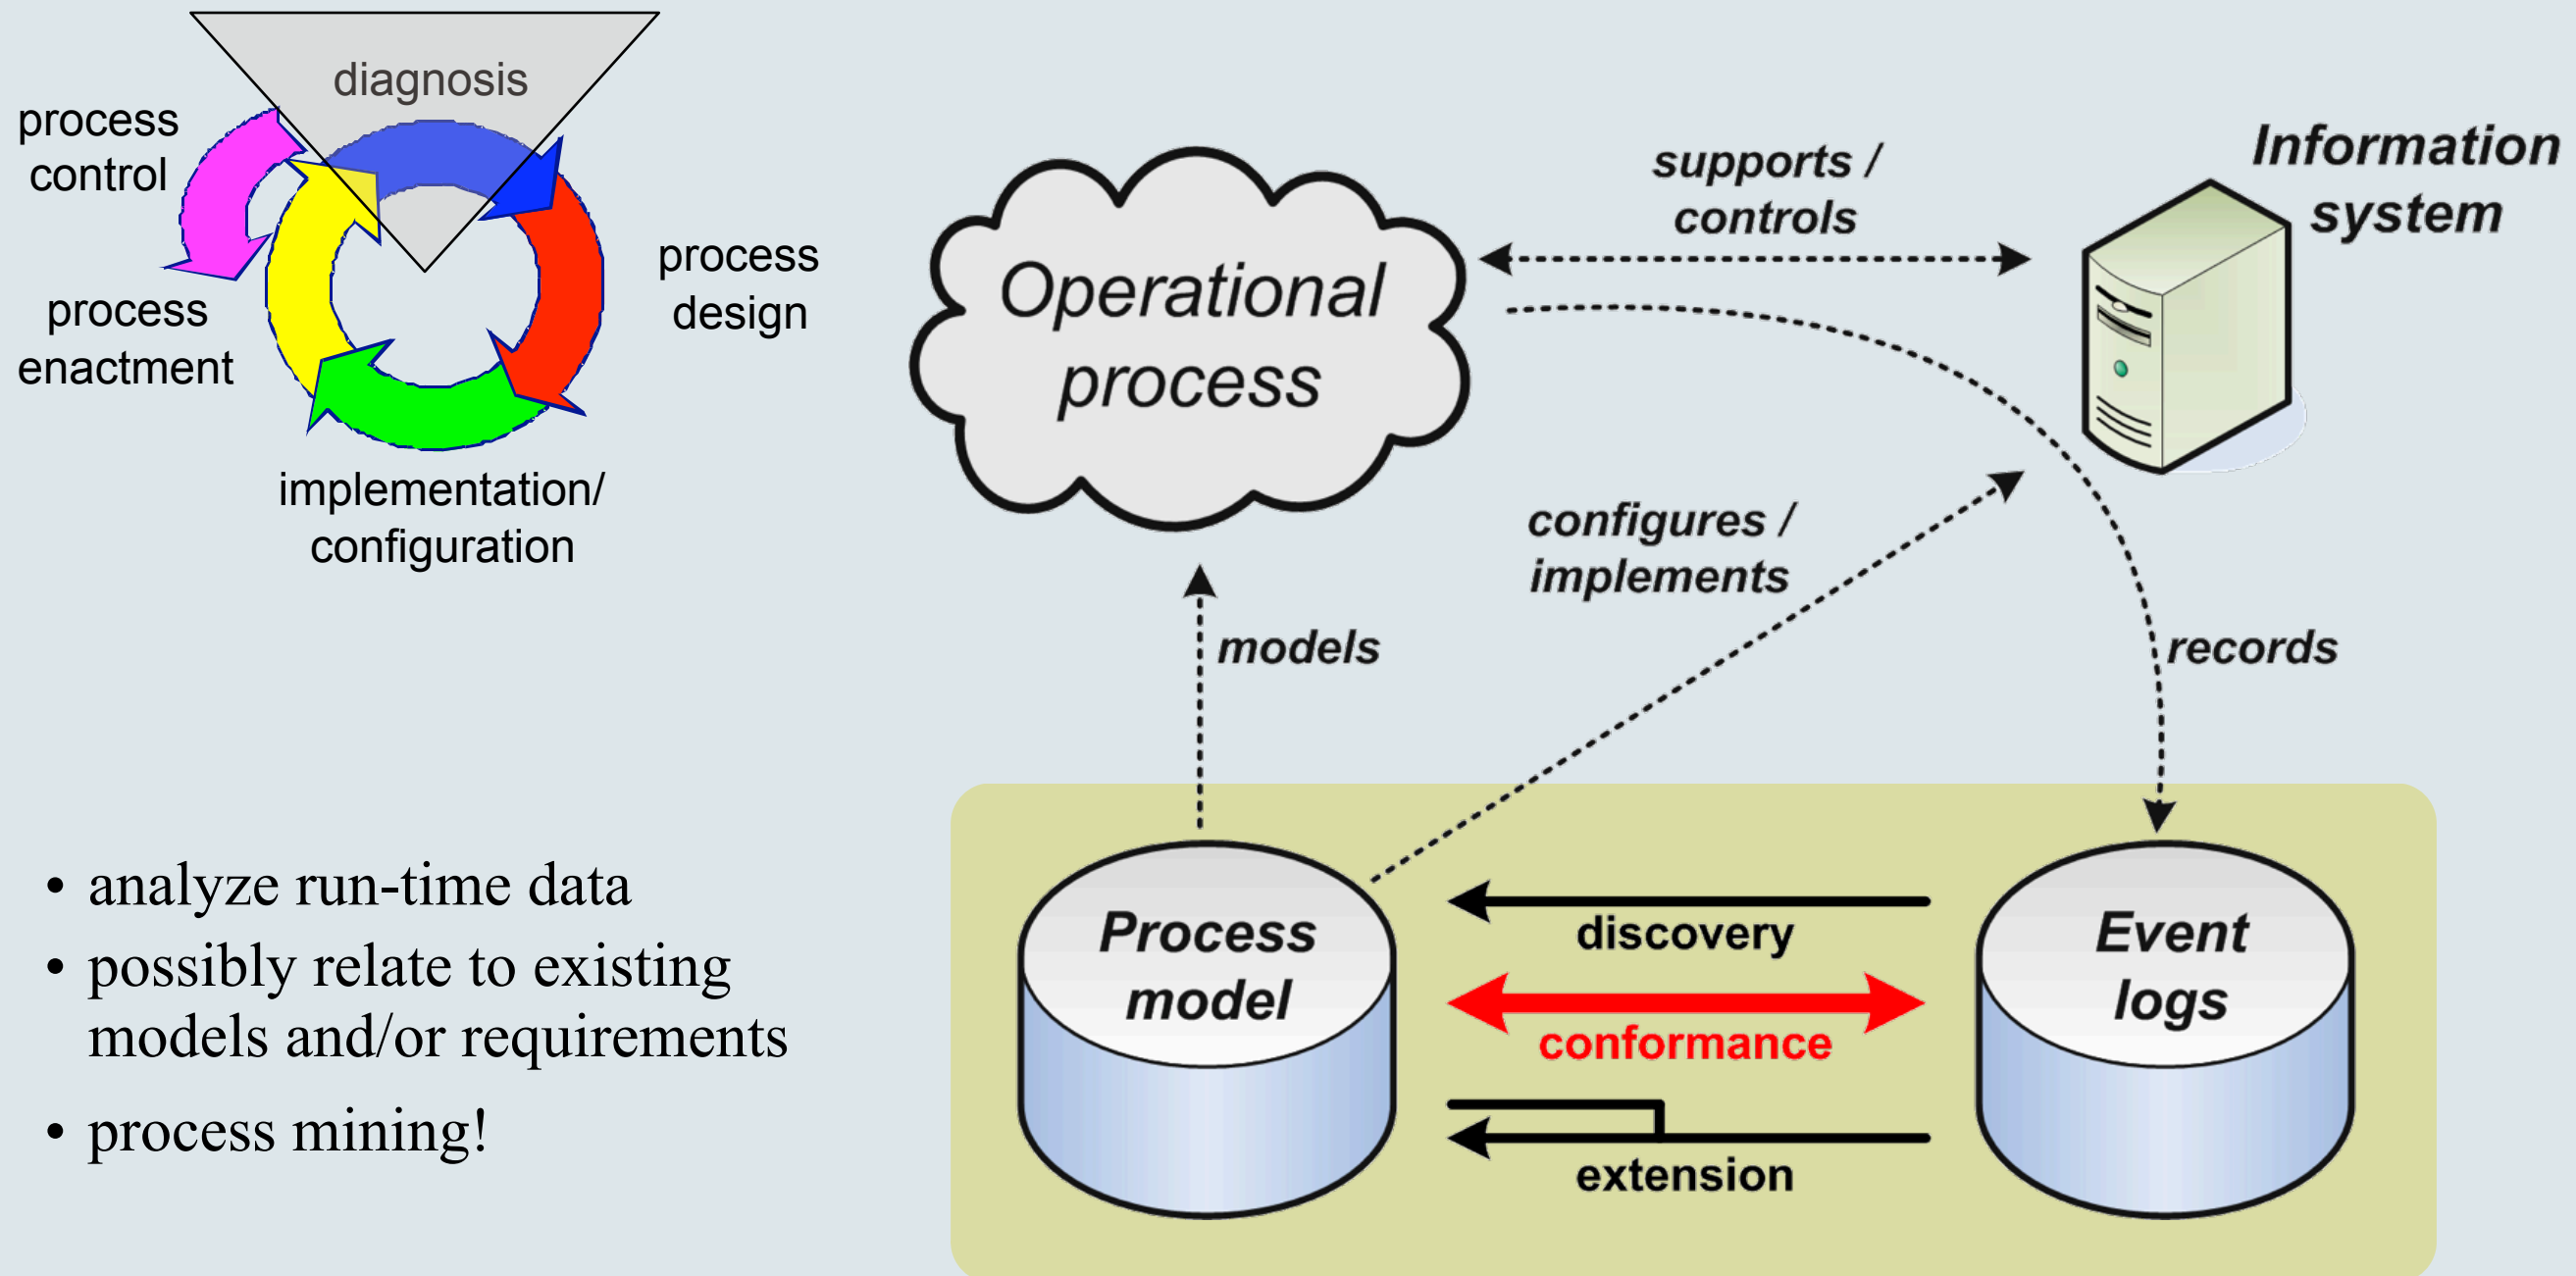 diagnosis
process
control
process
enactment
process
design
implementation/
configuration
Operational
process
supports /
controls
Information
system
configures /
implements
models
records
• analyze run-time data
• possibly relate to existing
models and/or requirements
• process mining!
Process
model
discovery
conformance
extension
Event
logs